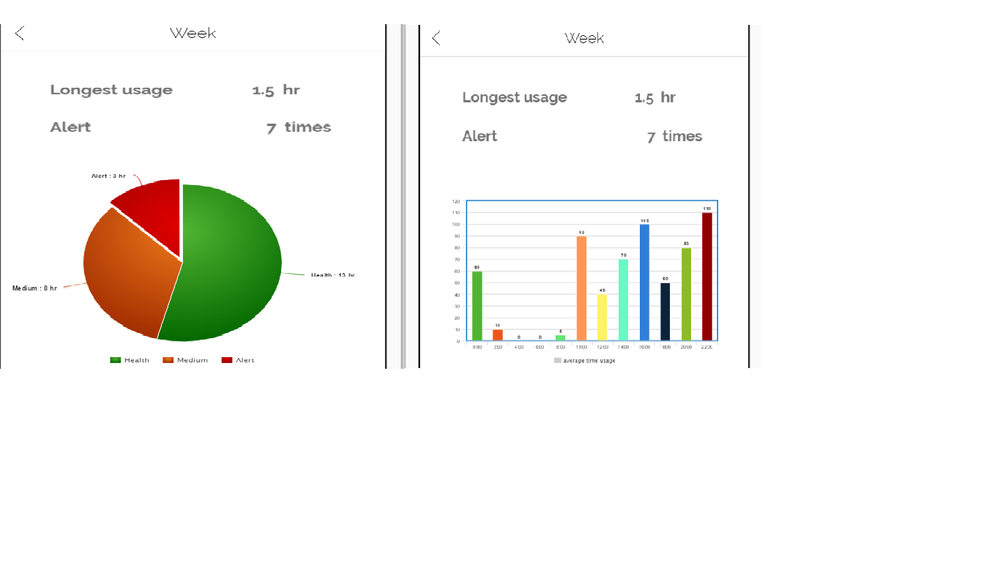 Week
Longest usage 1.5 hr
Alert 7 times
Alert : 3 hr
Health : 13 hr
Medium : 8 hr
Health Medium Alert
Week
Longest usage 1.5 hr
Alert 7 times
120
110
100
90
80
70
60
50
40
30
20
10
0
60 10 0 0 5 90 40 70 100 50 80 110
0:00 2:00 4:00 6:00 8:00 10:00 12:00 14:00 16:00 18:00 20:00 22:00
average time usage